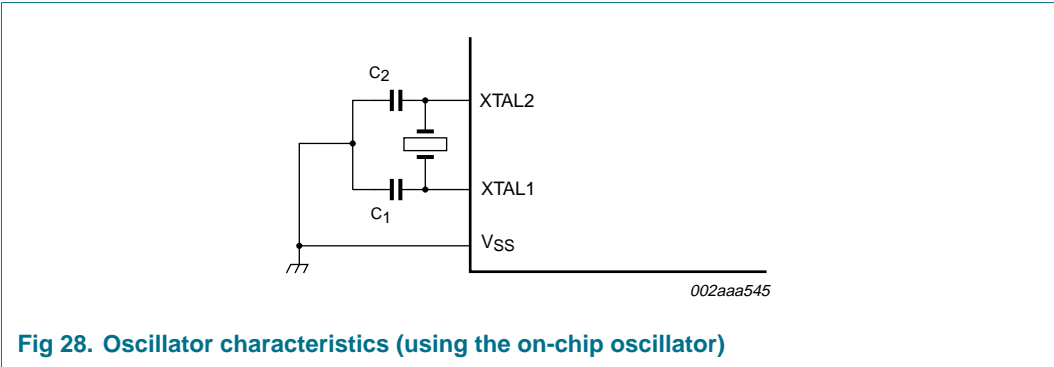 C2
XTAL2
XTAL1
C1
VSS
002aaa545
Fig 28. Oscillator characteristics (using the on-chip oscillator)